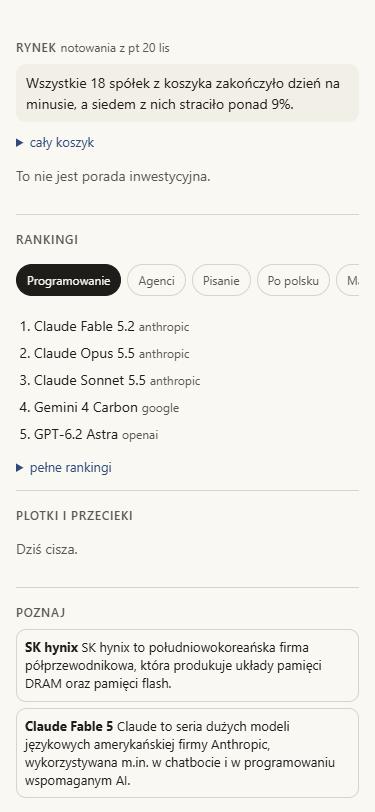 RYNEK notowania z pt 20 lis
Wszystkie 18 spółek z koszyka zakończyło dzień na
minusie, a siedem z nich straciło ponad 9%.
▶ cały koszyk
To nie jest porada inwestycyjna.
RANKINGI
Programowanie Agenci Pisanie Po polsku
1. Claude Fable 5.2 anthropic
2. Claude Opus 5.5 anthropic
3. Claude Sonnet 5.5 anthropic
4. Gemini 4 Carbon google
5. GPT-6.2 Astra openai
▶ pełne rankingi
PLOTKI I PRZECIEKI
Dziś cisza.
POZNAJ
SK hynix SK hynix to południowokoreańska firma
półprzewodnikowa, która produkuje układy pamięci
DRAM oraz pamięci flash.
Claude Fable 5 Claude to seria dużych modeli
językowych amerykańskiej firmy Anthropic,
wykorzystywana m.in. w chatbocie i w programowaniu
wspomaganym AI.